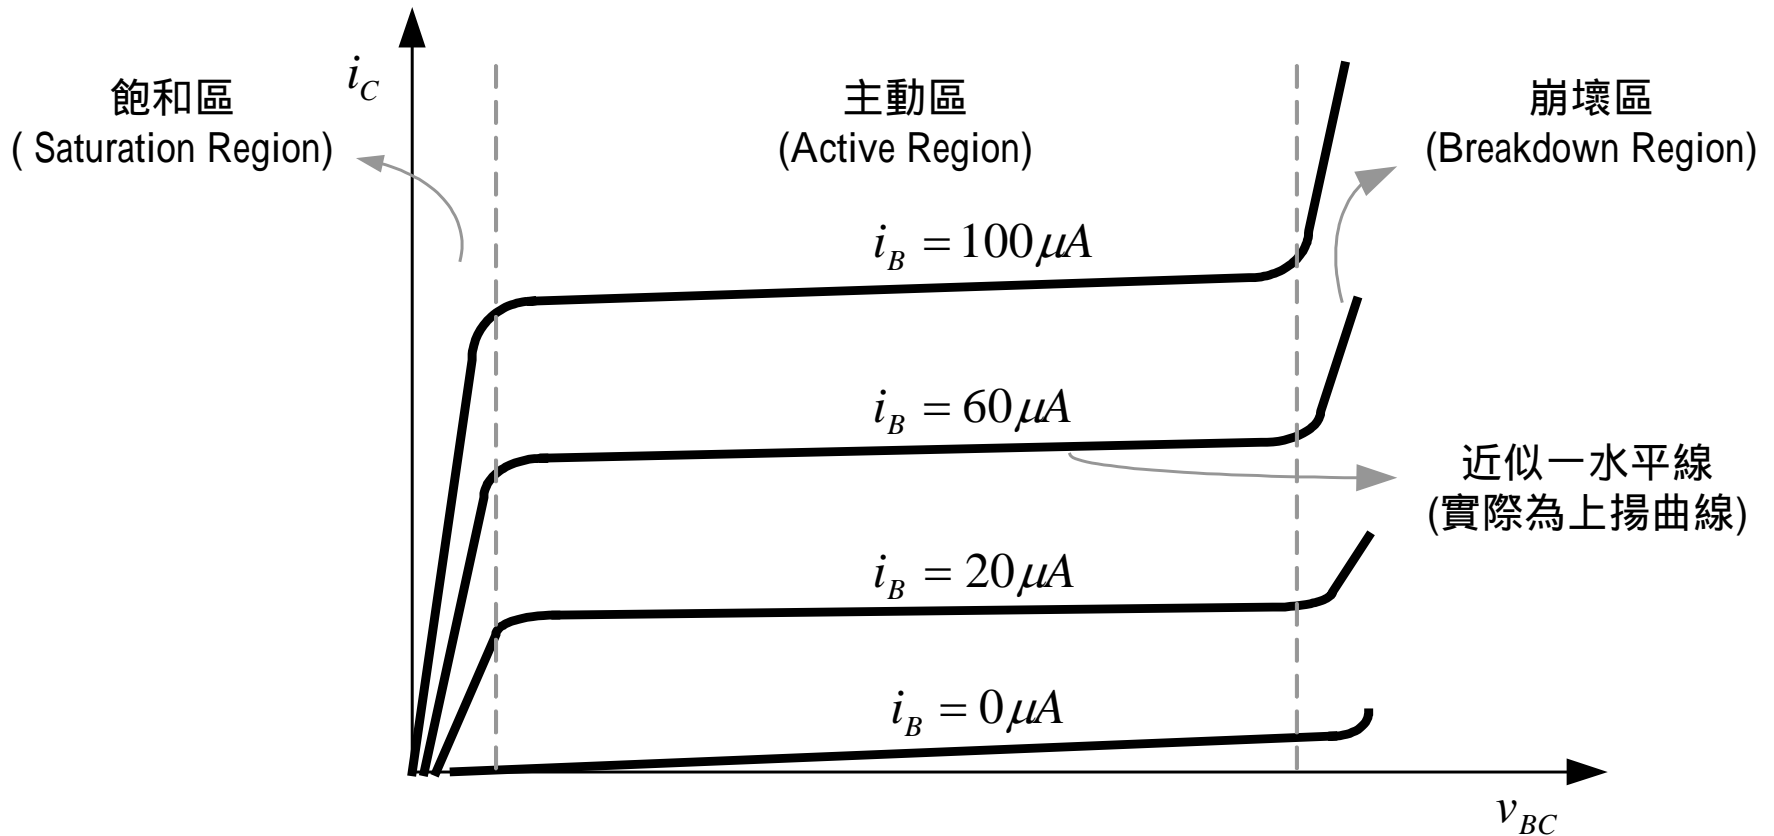 i_C
飽和區
( Saturation Region)
主動區
(Active Region)
崩壞區
(Breakdown Region)
i_B = 100μA
i_B = 60μA
近似一水平線
(實際為上揚曲線)
i_B = 20μA
i_B = 0μA
v_BC